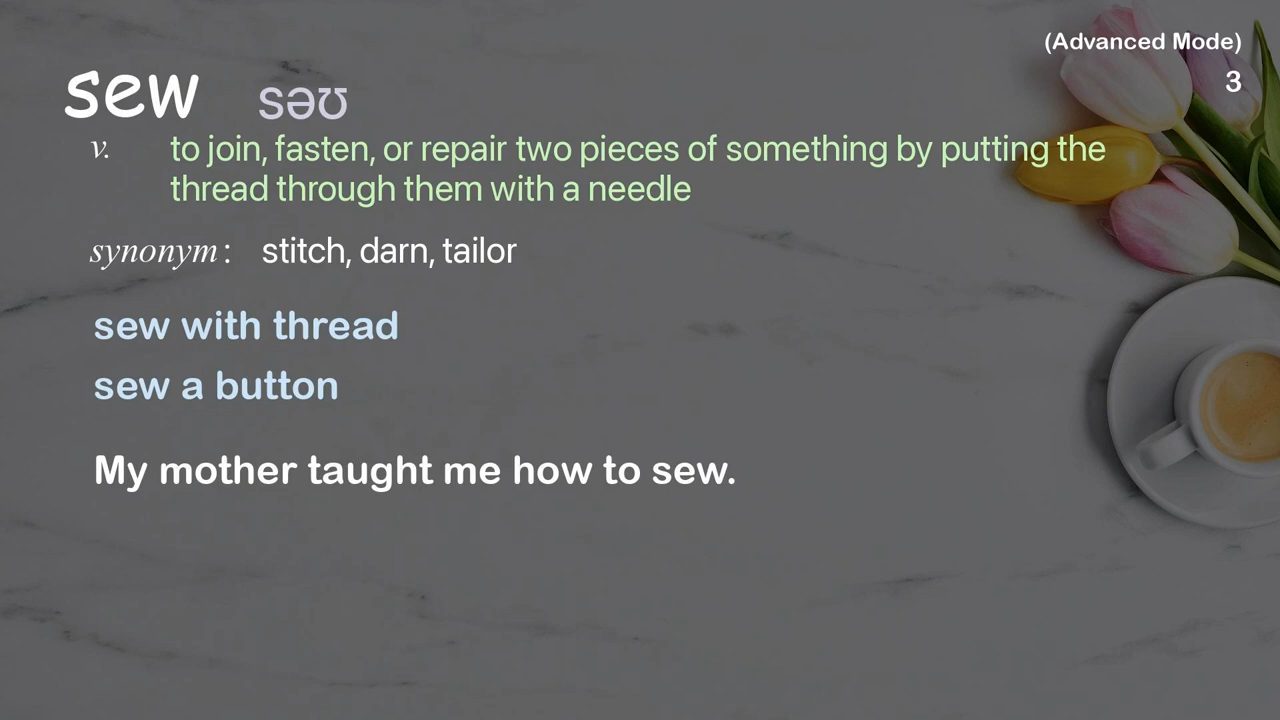 (Advanced Mode)
3
sew səʊ
v. to join, fasten, or repair two pieces of something by putting the
thread through them with a needle
synonym: stitch, darn, tailor
sew with thread
sew a button
My mother taught me how to sew.